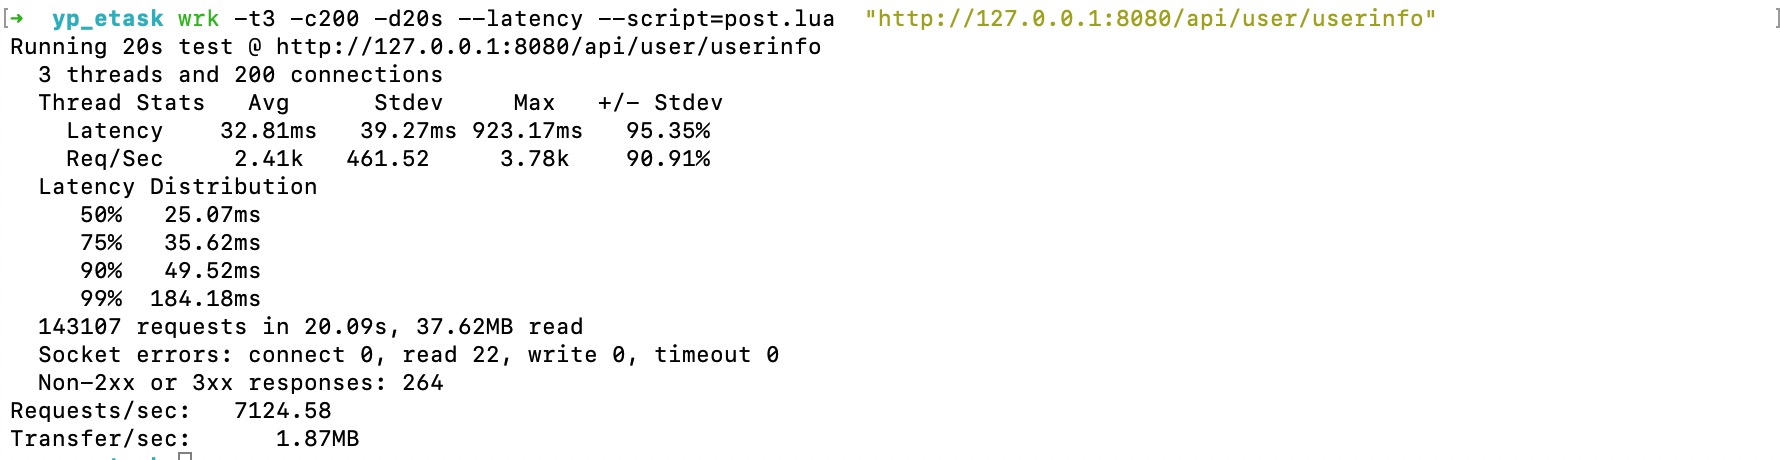 [➜  yp_etask wrk -t3 -c200 -d20s --latency --script=post.lua  "http://127.0.0.1:8080/api/user/userinfo" ]
Running 20s test @ http://127.0.0.1:8080/api/user/userinfo
  3 threads and 200 connections
  Thread Stats   Avg      Stdev     Max   +/- Stdev
    Latency    32.81ms   39.27ms 923.17ms   95.35%
    Req/Sec     2.41k   461.52     3.78k    90.91%
  Latency Distribution
     50%   25.07ms
     75%   35.62ms
     90%   49.52ms
     99%  184.18ms
  143107 requests in 20.09s, 37.62MB read
  Socket errors: connect 0, read 22, write 0, timeout 0
  Non-2xx or 3xx responses: 264
Requests/sec:   7124.58
Transfer/sec:      1.87MB